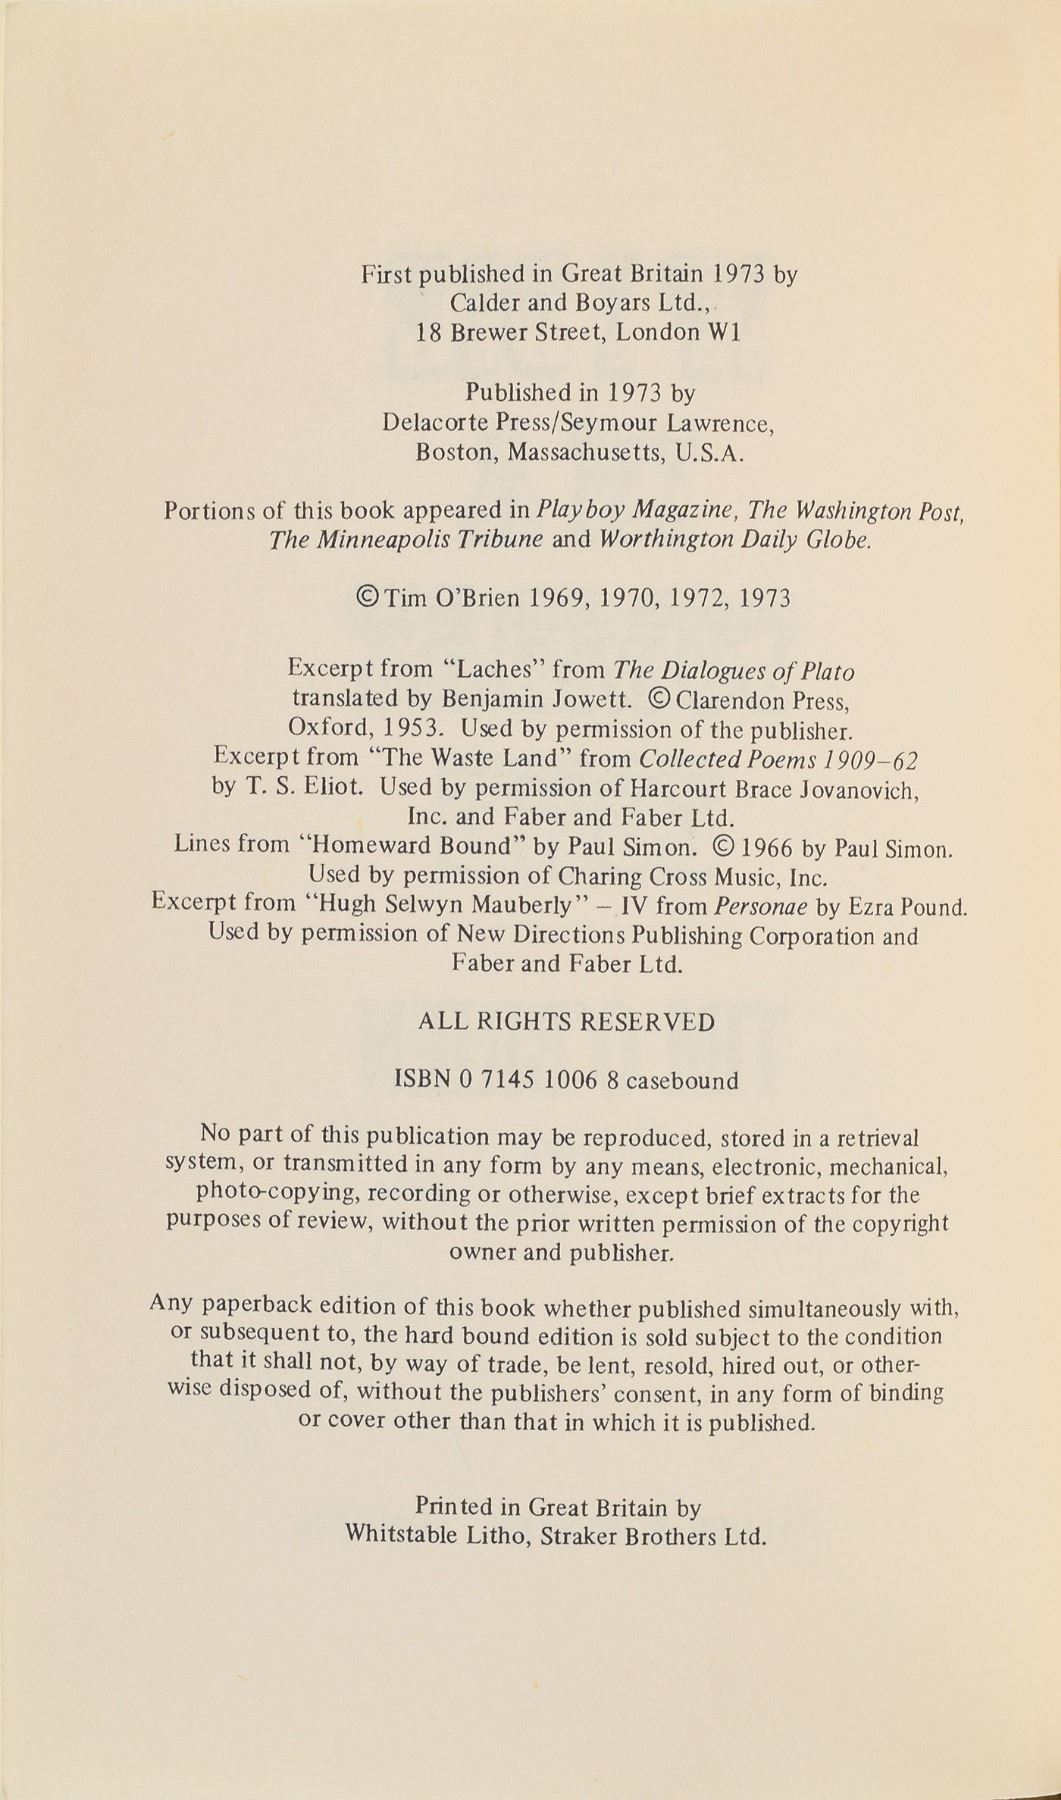 First published in Great Britain 1973 by
Calder and Boyars Ltd.,
18 Brewer Street, London W1
Published in 1973 by
Delacorte Press/Seymour Lawrence,
Boston, Massachusetts, U.S.A.
Portions of this book appeared in Playboy Magazine, The Washington Post,
The Minneapolis Tribune and Worthington Daily Globe.
© Tim O'Brien 1969, 1970, 1972, 1973
Excerpt from “Laches” from The Dialogues of Plato
translated by Benjamin Jowett. © Clarendon Press,
Oxford, 1953. Used by permission of the publisher.
Excerpt from “The Waste Land” from Collected Poems 1909–62
by T. S. Eliot. Used by permission of Harcourt Brace Jovanovich,
Inc. and Faber and Faber Ltd.
Lines from “Homeward Bound” by Paul Simon. © 1966 by Paul Simon.
Used by permission of Charing Cross Music, Inc.
Excerpt from “Hugh Selwyn Mauberly” – IV from Personae by Ezra Pound.
Used by permission of New Directions Publishing Corporation and
Faber and Faber Ltd.
ALL RIGHTS RESERVED
ISBN 0 7145 1006 8 casebound
No part of this publication may be reproduced, stored in a retrieval
system, or transmitted in any form by any means, electronic, mechanical,
photo-copying, recording or otherwise, except brief extracts for the
purposes of review, without the prior written permission of the copyright
owner and publisher.
Any paperback edition of this book whether published simultaneously with,
or subsequent to, the hard bound edition is sold subject to the condition
that it shall not, by way of trade, be lent, resold, hired out, or other-
wise disposed of, without the publishers' consent, in any form of binding
or cover other than that in which it is published.
Printed in Great Britain by
Whitstable Litho, Straker Brothers Ltd.